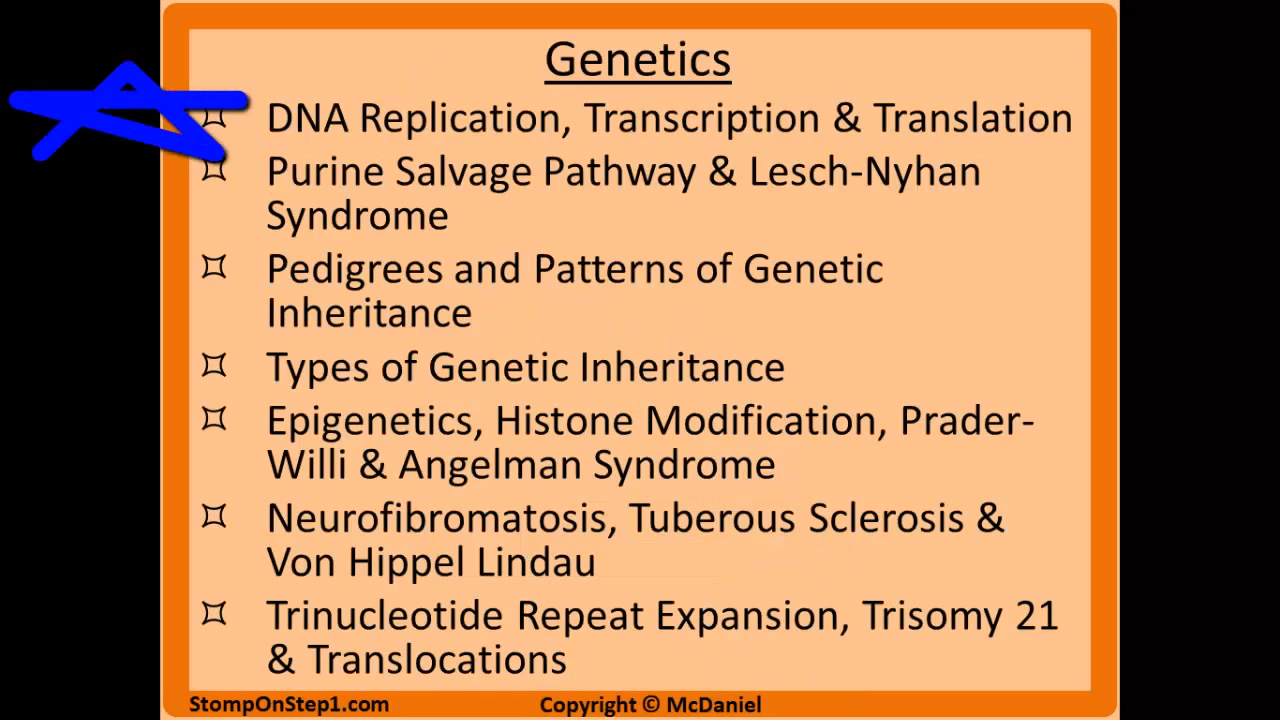 Genetics
DNA Replication, Transcription & Translation
Purine Salvage Pathway & Lesch-Nyhan
Syndrome
Pedigrees and Patterns of Genetic
Inheritance
Types of Genetic Inheritance
Epigenetics, Histone Modification, Prader-
Willi & Angelman Syndrome
Neurofibromatosis, Tuberous Sclerosis &
Von Hippel Lindau
Trinucleotide Repeat Expansion, Trisomy 21
& Translocations
StompOnStep1.com Copyright © McDaniel